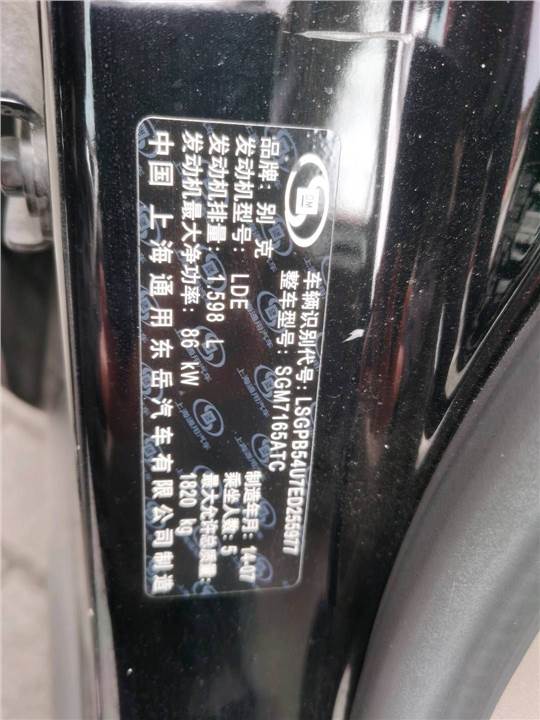 车辆识别代号: LSGPB54U7ED255977
整车型号: SGM7165ATC
品牌: 别克
制造年月: 14-07
发动机型号: LDE
乘坐人数: 5
发动机排量: 1.598 L
最大允许总质量:
发动机最大净功率: 86 kW
1820 kg
中国 上海通用东岳汽车有限公司制造